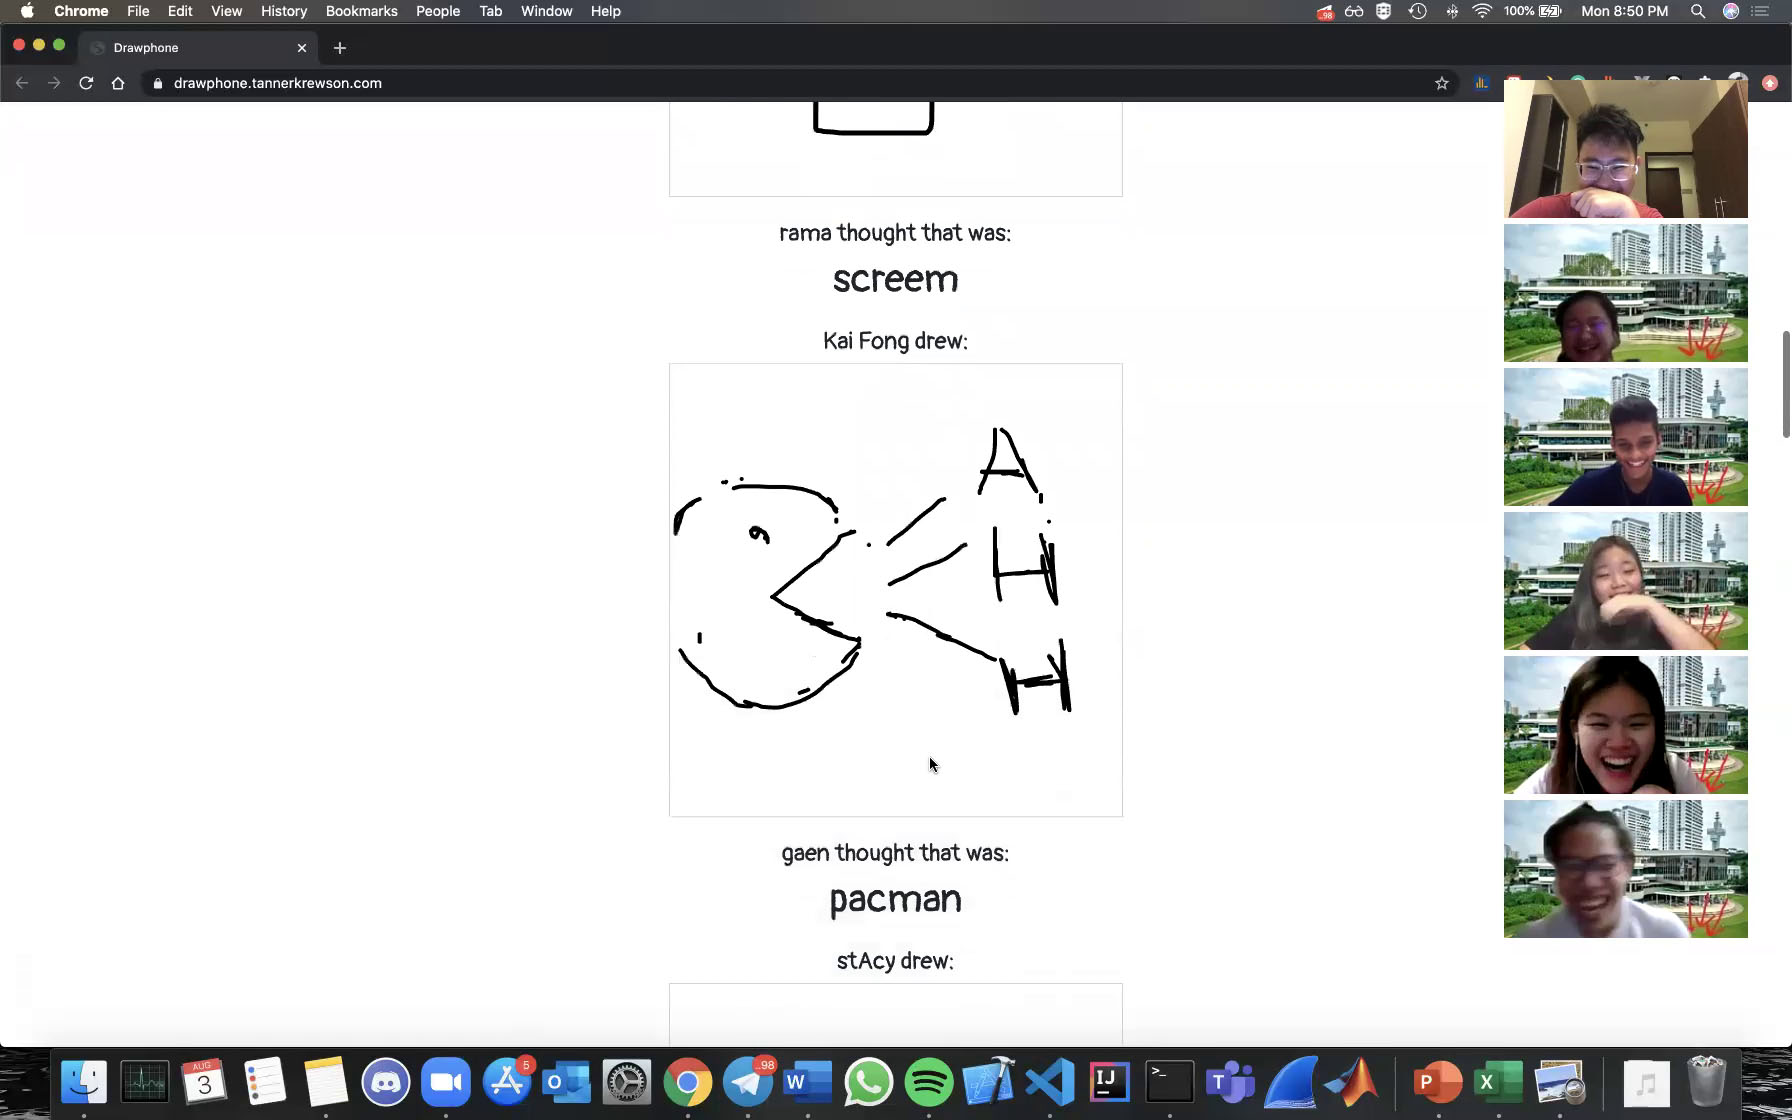 Chrome File Edit View History Bookmarks People Tab Window Help
.98
100%
Mon 8:50 PM
Drawphone
drawphone.tannerkrewson.com
rama thought that was:
screem
Kai Fong drew:
A
H
H
gaen thought that was:
pacman
stAcy drew:
AUG
3
5
O
98
W
IJ
>_
T
P
X